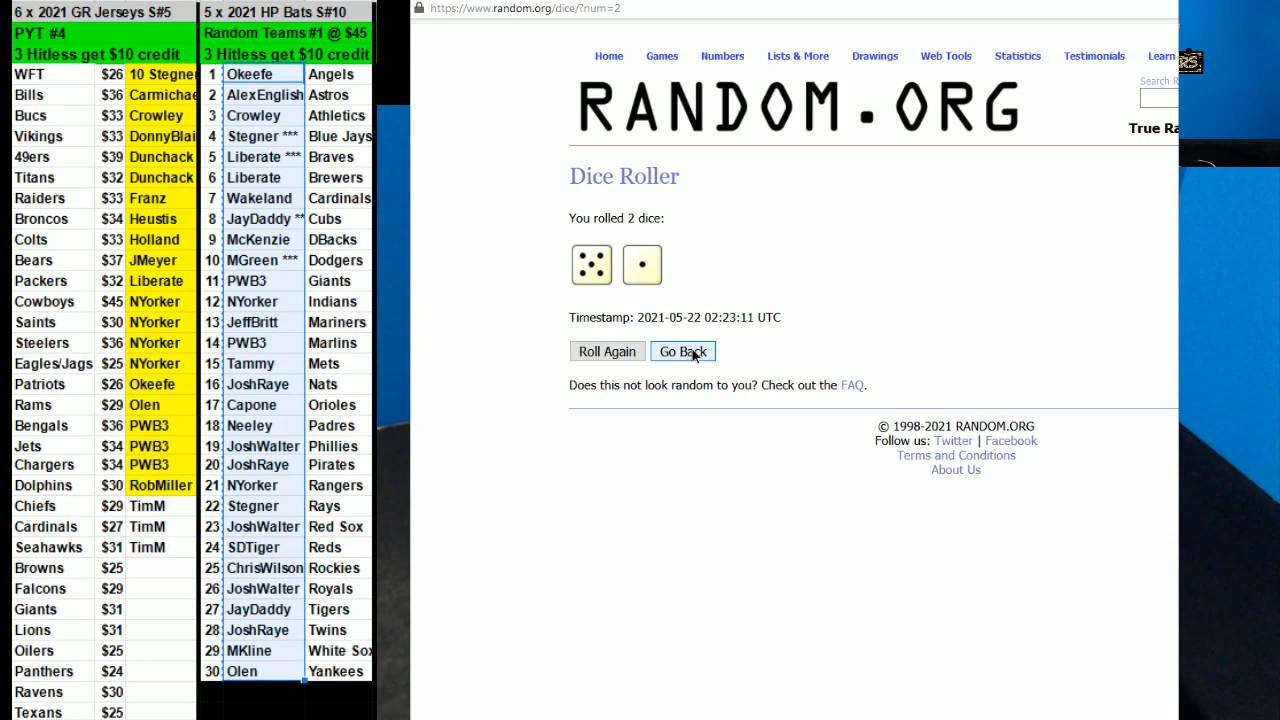 6 x 2021 GR Jerseys S#5
PYT #4
3 Hitless get $10 credit
WFT $26 10 Stegner
Bills $36 Carmichae
Bucs $33 Crowley
Vikings $33 DonnyBlai
49ers $39 Dunchack
Titans $32 Dunchack
Raiders $33 Franz
Broncos $34 Heustis
Colts $33 Holland
Bears $37 JMeyer
Packers $32 Liberate
Cowboys $45 NYorker
Saints $30 NYorker
Steelers $36 NYorker
Eagles/Jags $25 NYorker
Patriots $26 Okeefe
Rams $29 Olen
Bengals $36 PWB3
Jets $34 PWB3
Chargers $34 PWB3
Dolphins $30 RobMiller
Chiefs $29 TimM
Cardinals $27 TimM
Seahawks $31 TimM
Browns $25
Falcons $29
Giants $31
Lions $31
Oilers $25
Panthers $24
Ravens $30
Texans $25
5 x 2021 HP Bats S#10
Random Teams #1 @ $45
3 Hitless get $10 credit
1 Okeefe Angels
2 AlexEnglish Astros
3 Crowley Athletics
4 Stegner *** Blue Jays
5 Liberate *** Braves
6 Liberate Brewers
7 Wakeland Cardinals
8 JayDaddy ** Cubs
9 McKenzie DBacks
10 MGreen *** Dodgers
11 PWB3 Giants
12 NYorker Indians
13 JeffBritt Mariners
14 PWB3 Marlins
15 Tammy Mets
16 JoshRaye Nats
17 Capone Orioles
18 Neeley Padres
19 JoshWalter Phillies
20 JoshRaye Pirates
21 NYorker Rangers
22 Stegner Rays
23 JoshWalter Red Sox
24 SDTiger Reds
25 ChrisWilson Rockies
26 JoshWalter Royals
27 JayDaddy Tigers
28 JoshRaye Twins
29 MKline White Sox
30 Olen Yankees
https://www.random.org/dice/?num=2
Home Games Numbers Lists & More Drawings Web Tools Statistics Testimonials Learn
RANDOM.ORG
Search R
True Ra
Dice Roller
You rolled 2 dice:
Timestamp: 2021-05-22 02:23:11 UTC
Roll Again Go Back
Does this not look random to you? Check out the FAQ.
© 1998-2021 RANDOM.ORG
Follow us: Twitter | Facebook
Terms and Conditions
About Us